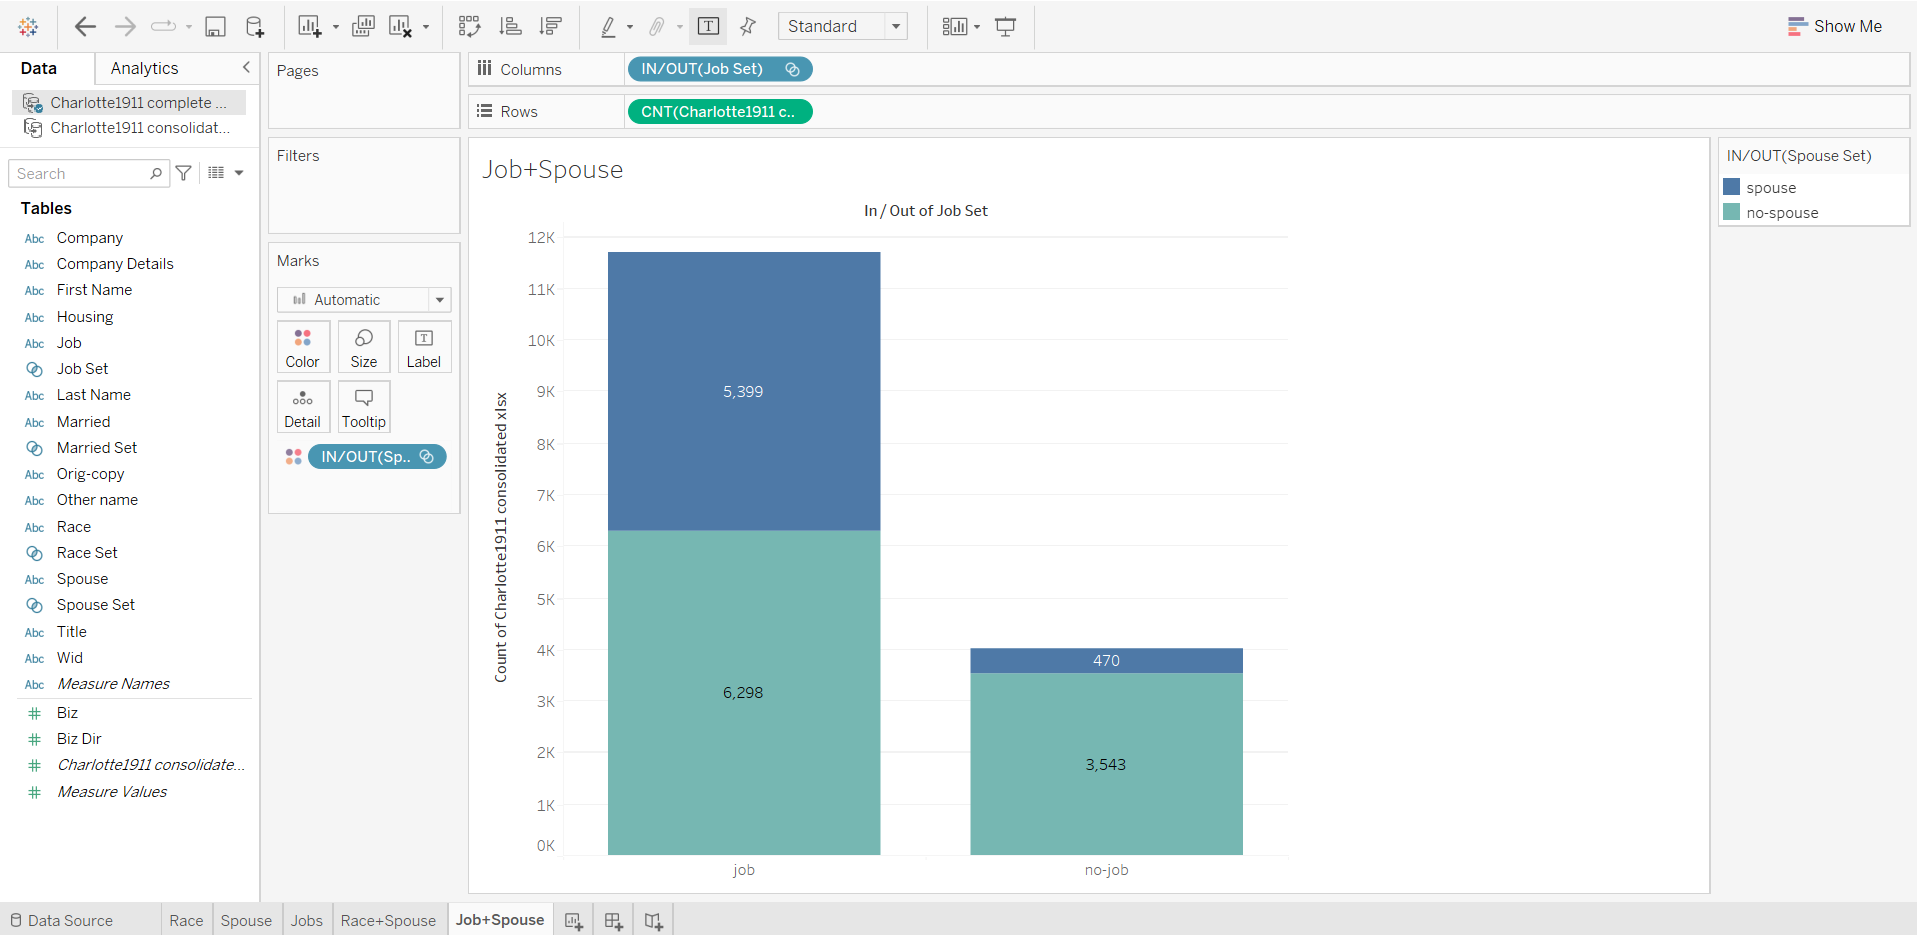 Standard
Show Me
Data
Analytics
Charlotte1911 complete ...
Charlotte1911 consolidat...
Search
Tables
Abc Company
Abc Company Details
Abc First Name
Abc Housing
Abc Job
Job Set
Abc Last Name
Abc Married
Married Set
Abc Orig-copy
Abc Other name
Abc Race
Race Set
Abc Spouse
Spouse Set
Abc Title
Abc Wid
Abc Measure Names
# Biz
# Biz Dir
# Charlotte1911 consolidate...
# Measure Values
Pages
Filters
Marks
Automatic
Color
Size
T
Label
Detail
Tooltip
IN/OUT(Sp..
Columns
IN/OUT(Job Set)
Rows
CNT(Charlotte1911 c..
Job+Spouse
In / Out of Job Set
Count of Charlotte1911 consolidated xlsx
12K
11K
10K
9K
8K
7K
6K
5K
4K
3K
2K
1K
0K
5,399
6,298
470
3,543
job
no-job
IN/OUT(Spouse Set)
spouse
no-spouse
Data Source
Race
Spouse
Jobs
Race+Spouse
Job+Spouse